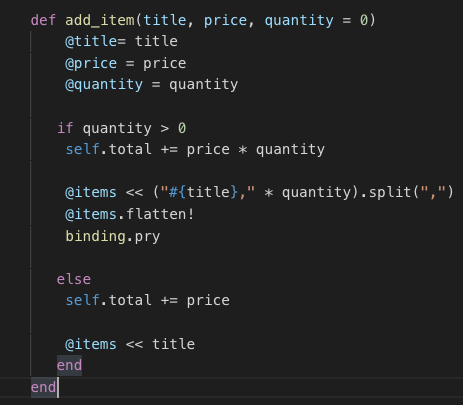 def add_item(title, price, quantity = 0)
@title= title
@price = price
@quantity = quantity
if quantity > 0
self.total += price * quantity
@items << ("#{title}," * quantity).split(",")
@items.flatten!
binding.pry
else
self.total += price
@items << title
end
end